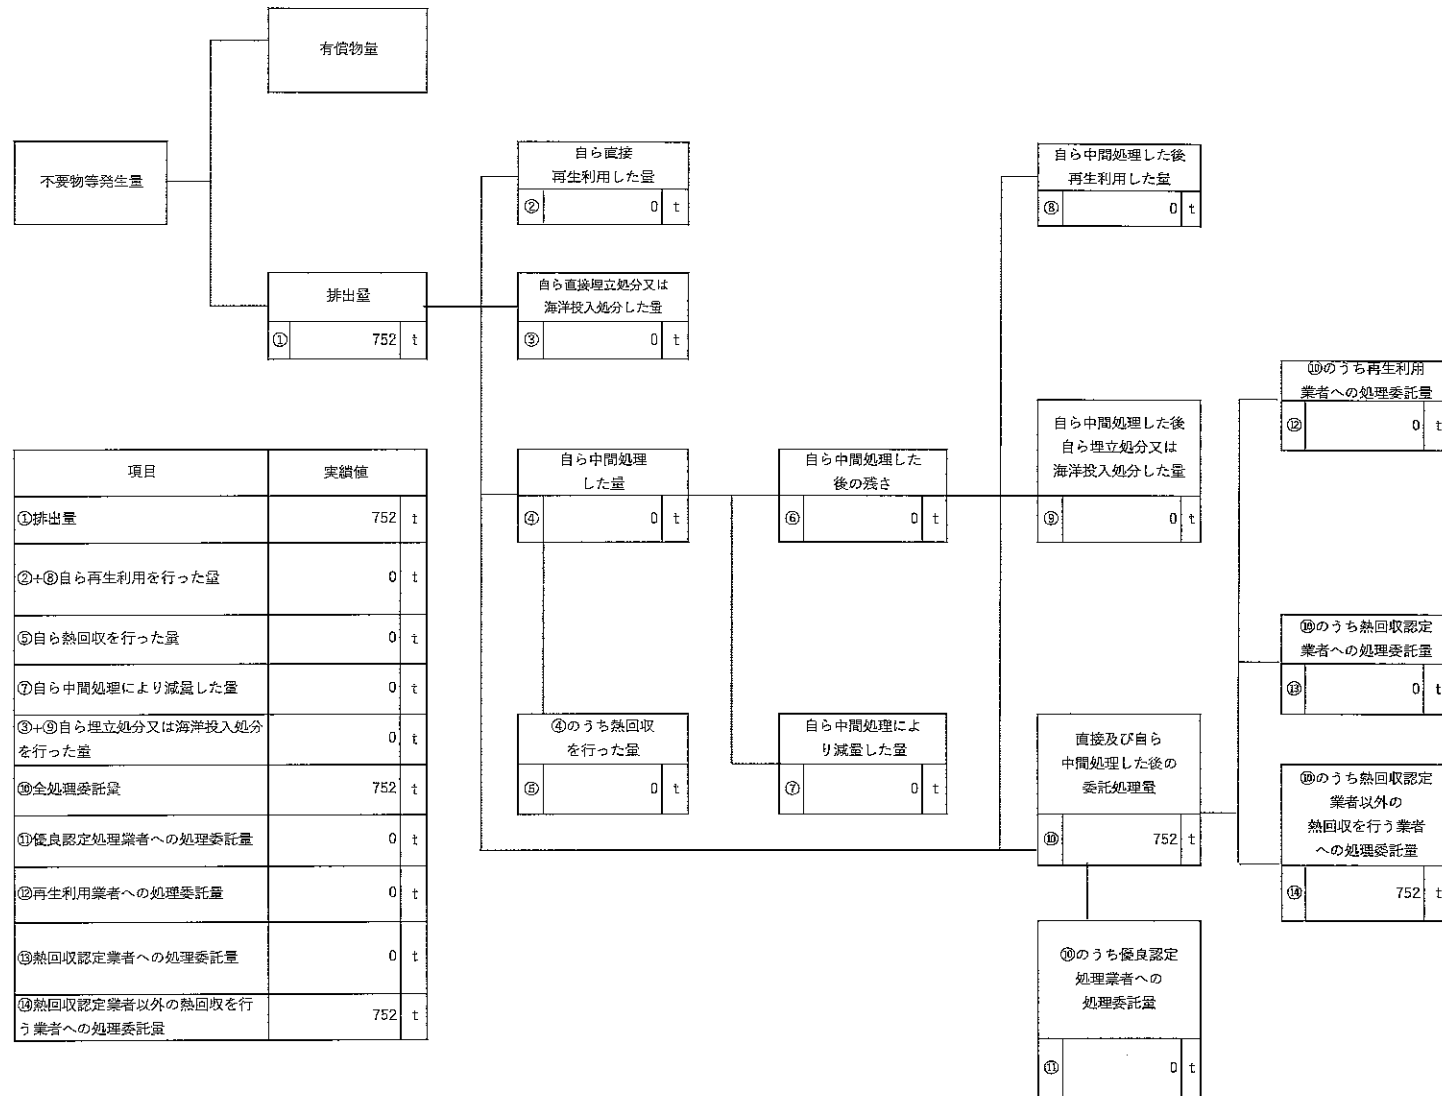 有償物量
不要物等発生量
排出量
① 752 t
自ら直接
再生利用した量
② 0 t
自ら直接埋立処分又は
海洋投入処分した量
③ 0 t
自ら中間処理
した量
④ 0 t
④のうち熱回収
を行った量
⑤ 0 t
自ら中間処理した
後の残さ
⑥ 0 t
自ら中間処理によ
り減量した量
⑦ 0 t
自ら中間処理した後
再生利用した量
⑧ 0 t
自ら中間処理した後
自ら埋立処分又は
海洋投入処分した量
⑨ 0 t
直接及び自ら
中間処理した後の
委託処理量
⑩ 752 t
⑩のうち優良認定
処理業者への
処理委託量
⑪ 0 t
⑩のうち再生利用
業者への処理委託量
⑫ 0 t
⑩のうち熱回収認定
業者への処理委託量
⑬ 0 t
⑩のうち熱回収認定
業者以外の
熱回収を行う業者
への処理委託量
⑭ 752 t
項目 実績値
①排出量 752 t
②+⑧自ら再生利用を行った量 0 t
⑤自ら熱回収を行った量 0 t
⑦自ら中間処理により減量した量 0 t
③+⑨自ら埋立処分又は海洋投入処分
を行った量 0 t
⑩全処理委託量 752 t
⑪優良認定処理業者への処理委託量 0 t
⑫再生利用業者への処理委託量 0 t
⑬熱回収認定業者への処理委託量 0 t
⑭熱回収認定業者以外の熱回収を行
う業者への処理委託量 752 t